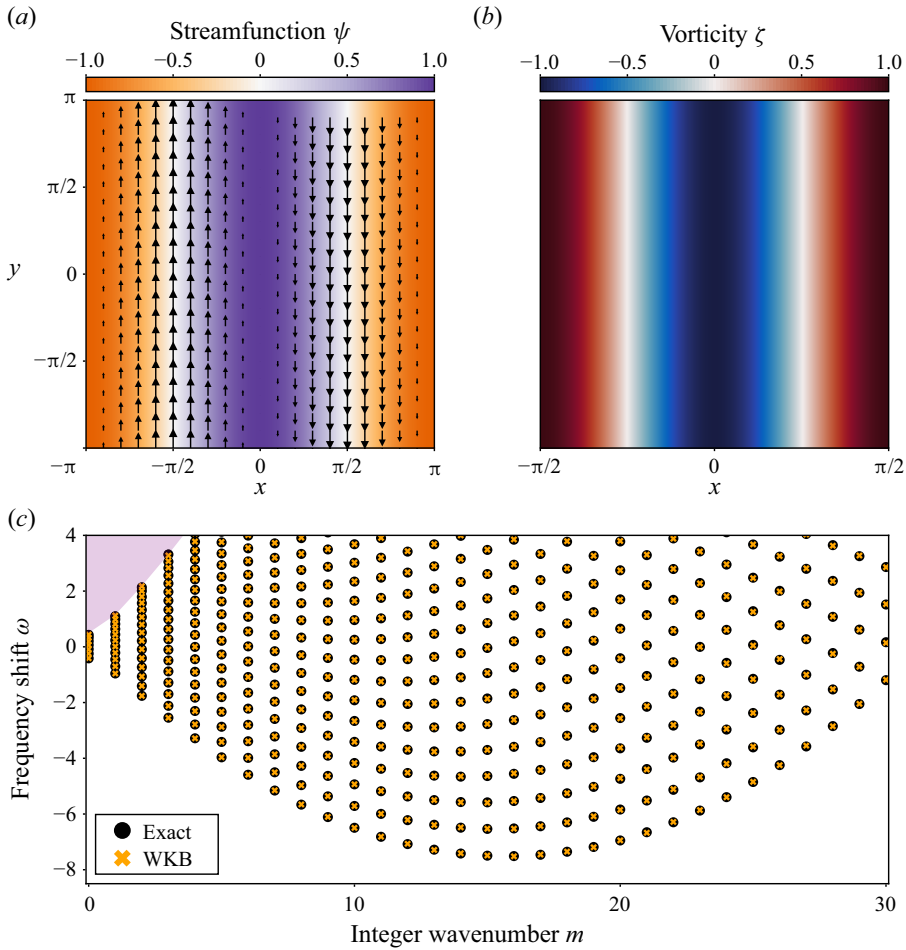 (a)
Streamfunction ψ
−1.0 −0.5 0 0.5 1.0
π
π/2
y 0
−π/2
−π −π/2 0 π/2 π
x
(b)
Vorticity ζ
−1.0 −0.5 0 0.5 1.0
−π/2 0 π/2
x
(c)
4
2
0
−2
−4
−6
−8
Frequency shift ω
Exact
WKB
0 10 20 30
Integer wavenumber m